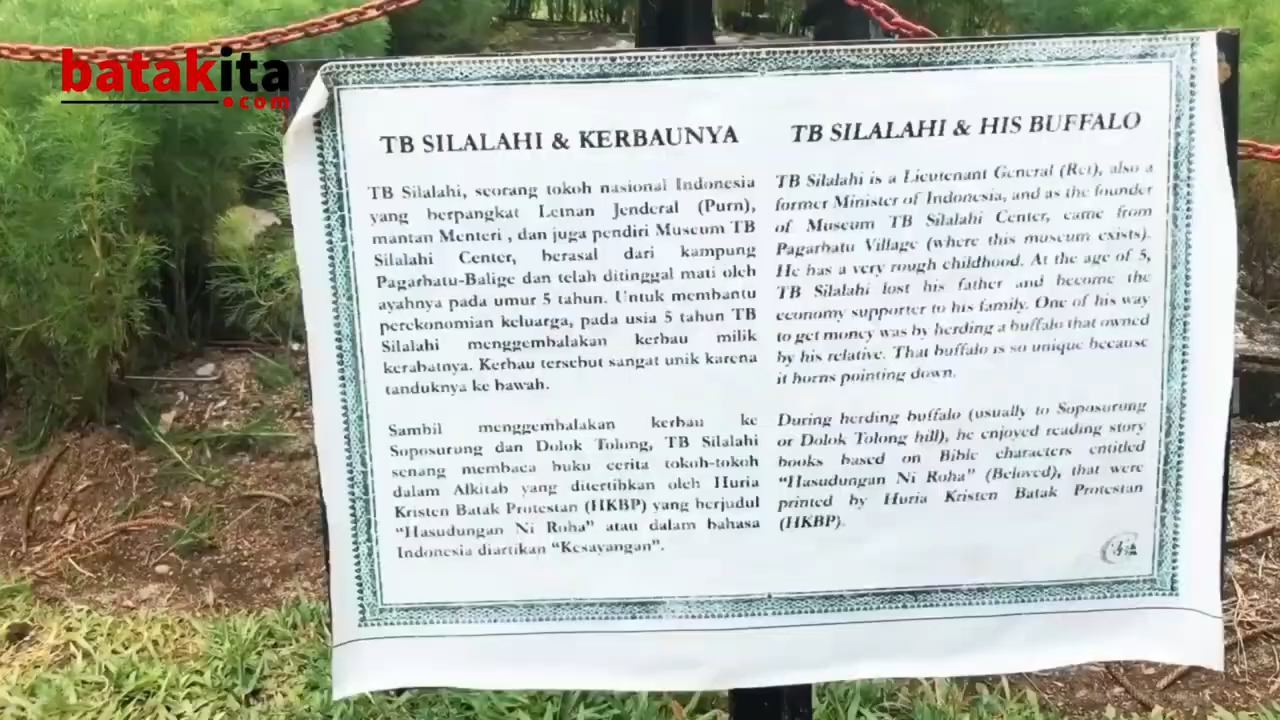 batakita
.com
TB SILALAHI & KERBAUNYA
TB Silalahi, seorang tokoh nasional Indonesia
yang berpangkat Letnan Jenderal (Purn),
mantan Menteri , dan juga pendiri Museum TB
Silalahi Center, berasal dari kampung
Pagarbatu-Balige dan telah ditinggal mati oleh
ayahnya pada umur 5 tahun. Untuk membantu
perekonomian keluarga, pada usia 5 tahun TB
Silalahi menggembalakan kerbau milik
kerabatnya. Kerbau tersebut sangat unik karena
tanduknya ke bawah.
Sambil menggembalakan kerbau ke
Soposurung dan Dolok Tolong, TB Silalahi
senang membaca buku cerita tokoh-tokoh
dalam Alkitab yang ditertibkan oleh Huria
Kristen Batak Protestan (HKBP) yang berjudul
“Hasudungan Ni Roha” atau dalam bahasa
Indonesia diartikan “Kesayangan”.
TB SILALAHI & HIS BUFFALO
TB Silalahi is a Lieutenant General (Ret), also a
former Minister of Indonesia, and as the founder
of Museum TB Silalahi Center, came from
Pagarbatu Village (where this museum exists).
He has a very rough childhood. At the age of 5,
TB Silalahi lost his father and become the
economy supporter to his family. One of his way
to get money was by herding a buffalo that owned
by his relative. That buffalo is so unique because
it horns pointing down.
During herding buffalo (usually to Soposurung
or Dolok Tolong hill), he enjoyed reading story
books based on Bible characters entitled
“Hasudungan Ni Roha” (Beloved), that were
printed by Huria Kristen Batak Protestan
(HKBP).